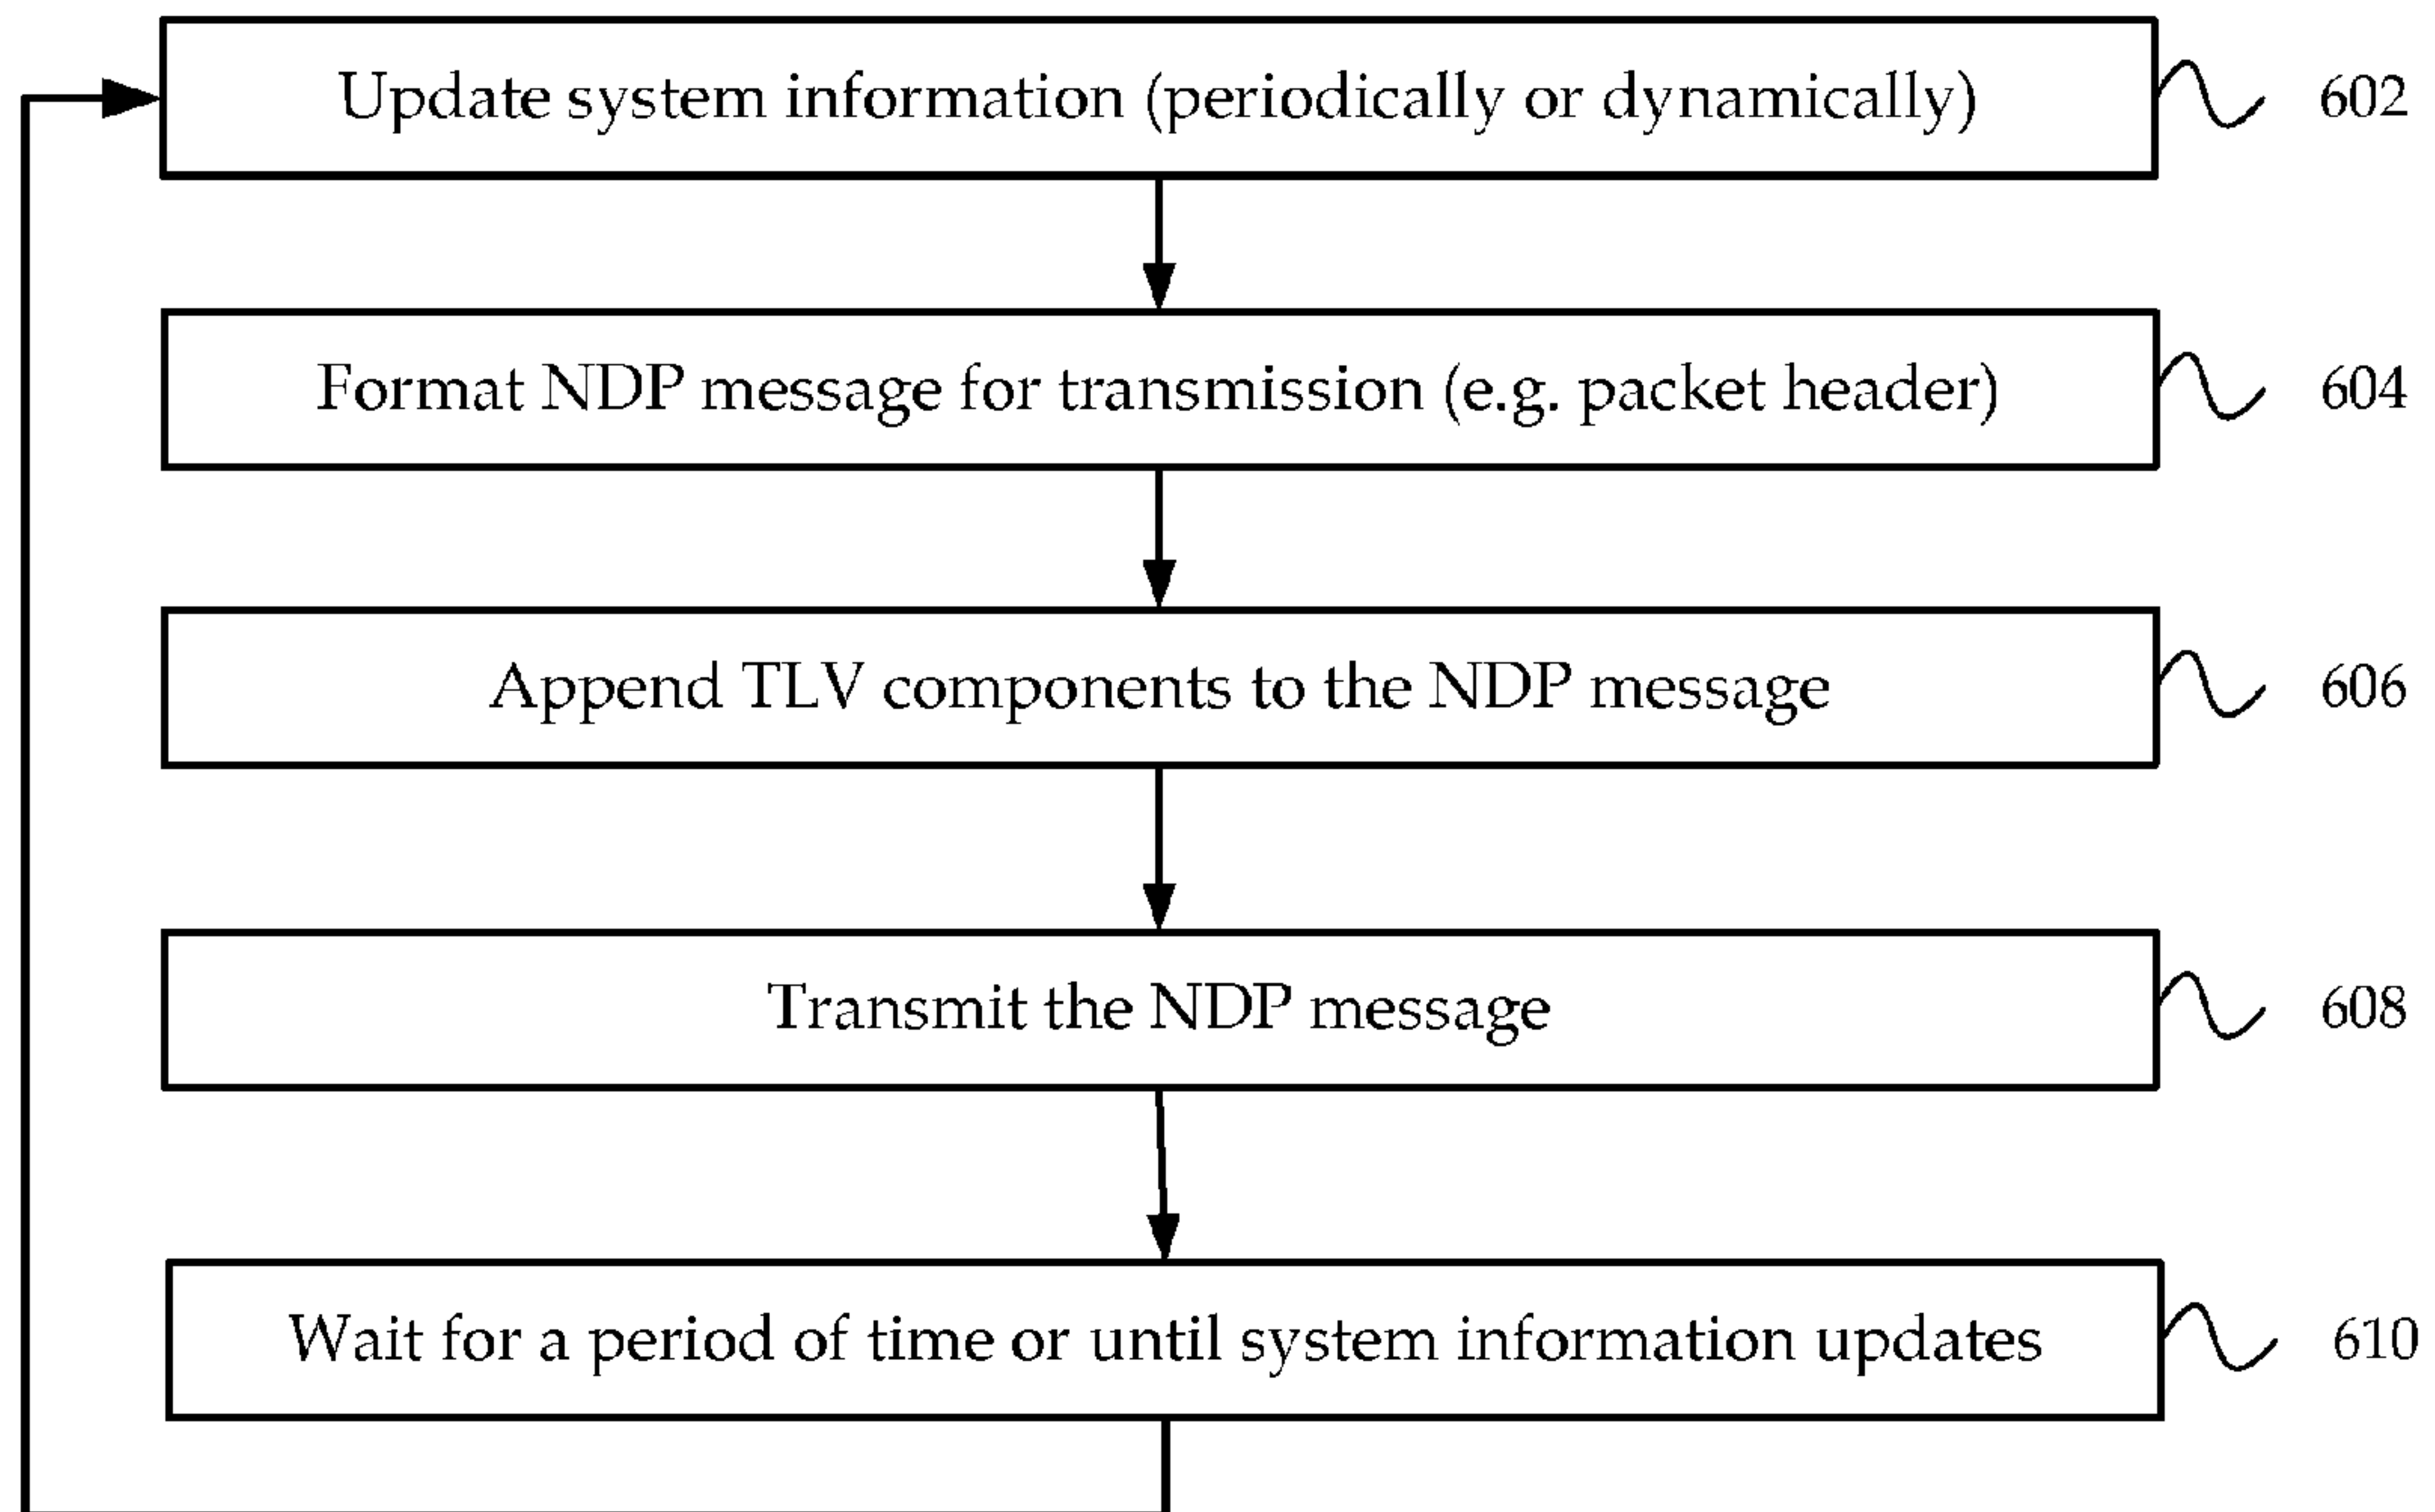 Update system information (periodically or dynamically) 602
Format NDP message for transmission (e.g. packet header) 604
Append TLV components to the NDP message 606
Transmit the NDP message 608
Wait for a period of time or until system information updates 610